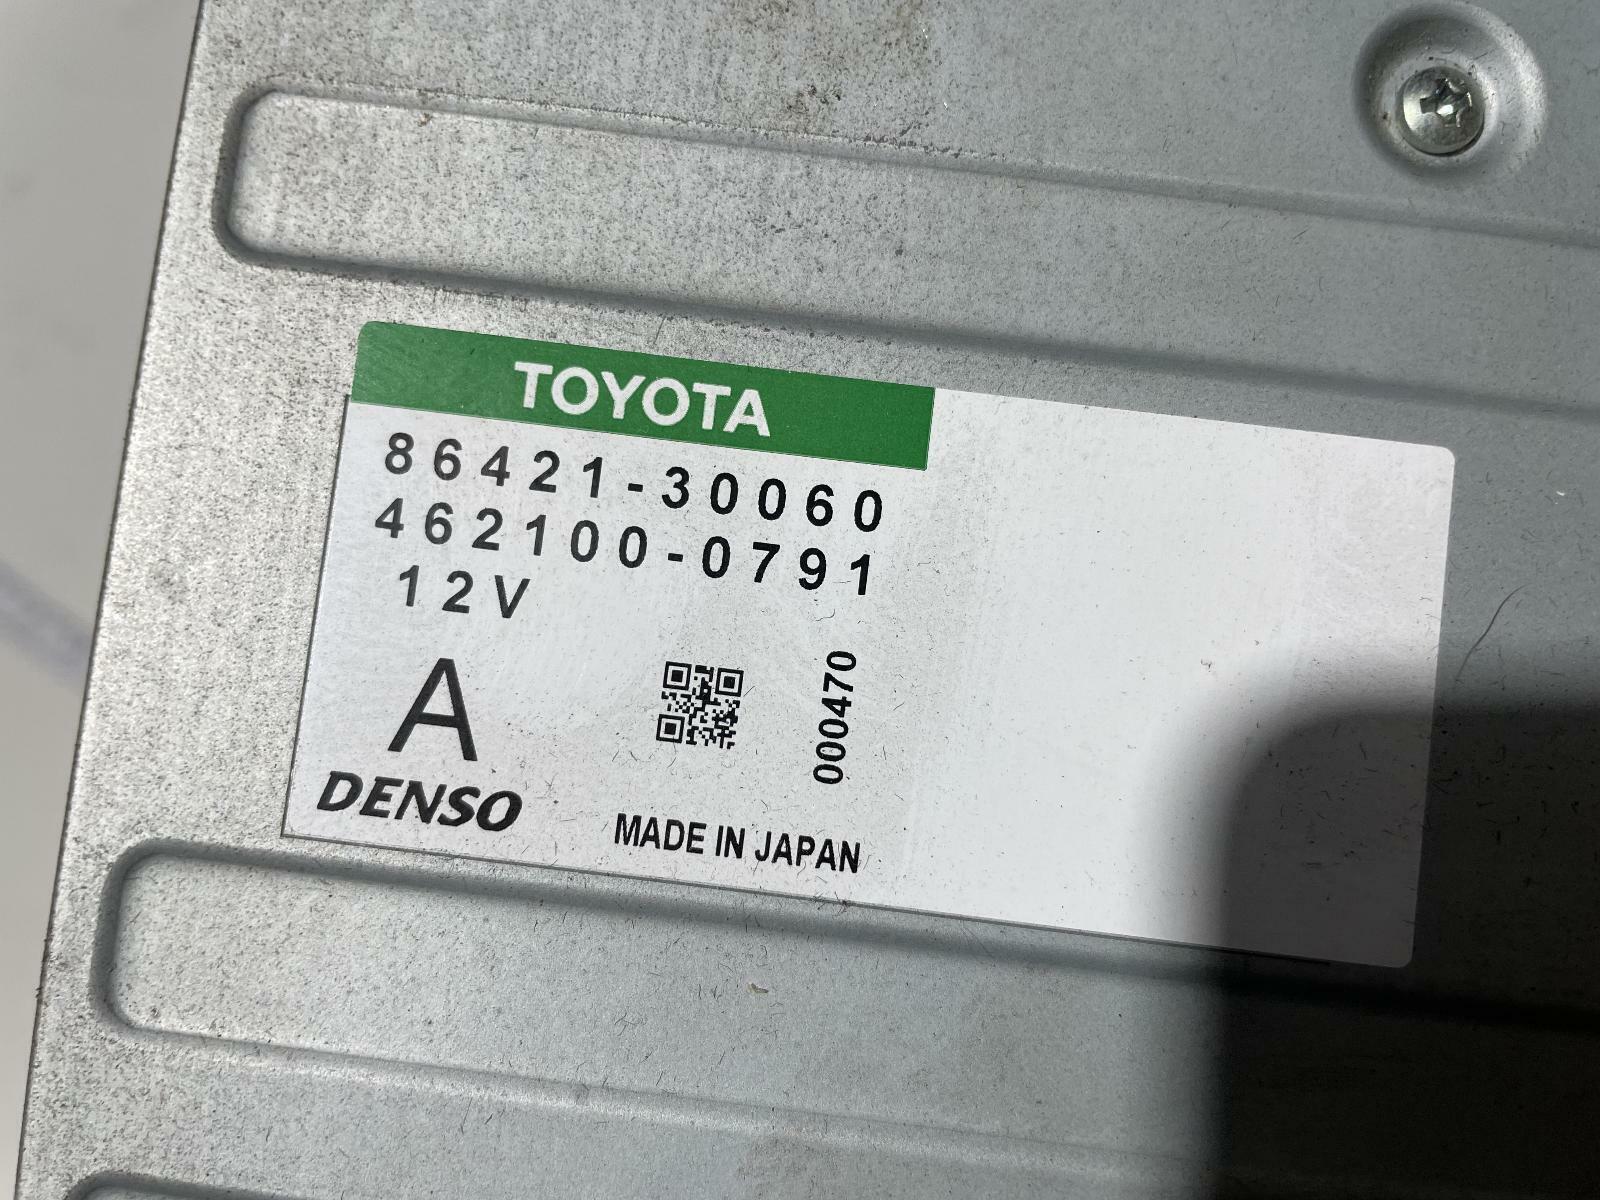 TOYOTA
86421-30060
462100-0791
12V
A
000470
DENSO
MADE IN JAPAN